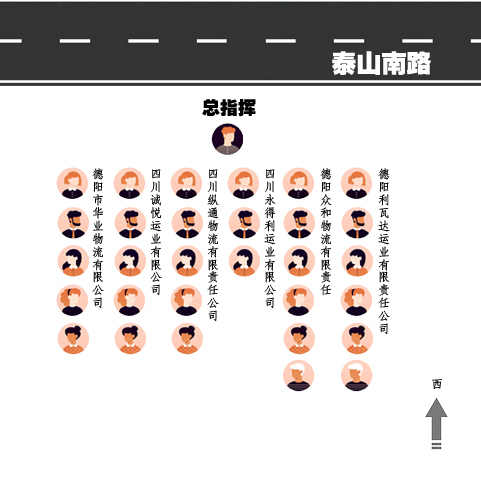 泰山南路
总指挥
德阳市华业物流有限公司
四川诚悦运业有限公司
四川纵通物流有限责任公司
四川永得利运业有限公司
德阳众和物流有限责任
德阳利瓦达运业有限责任公司
西